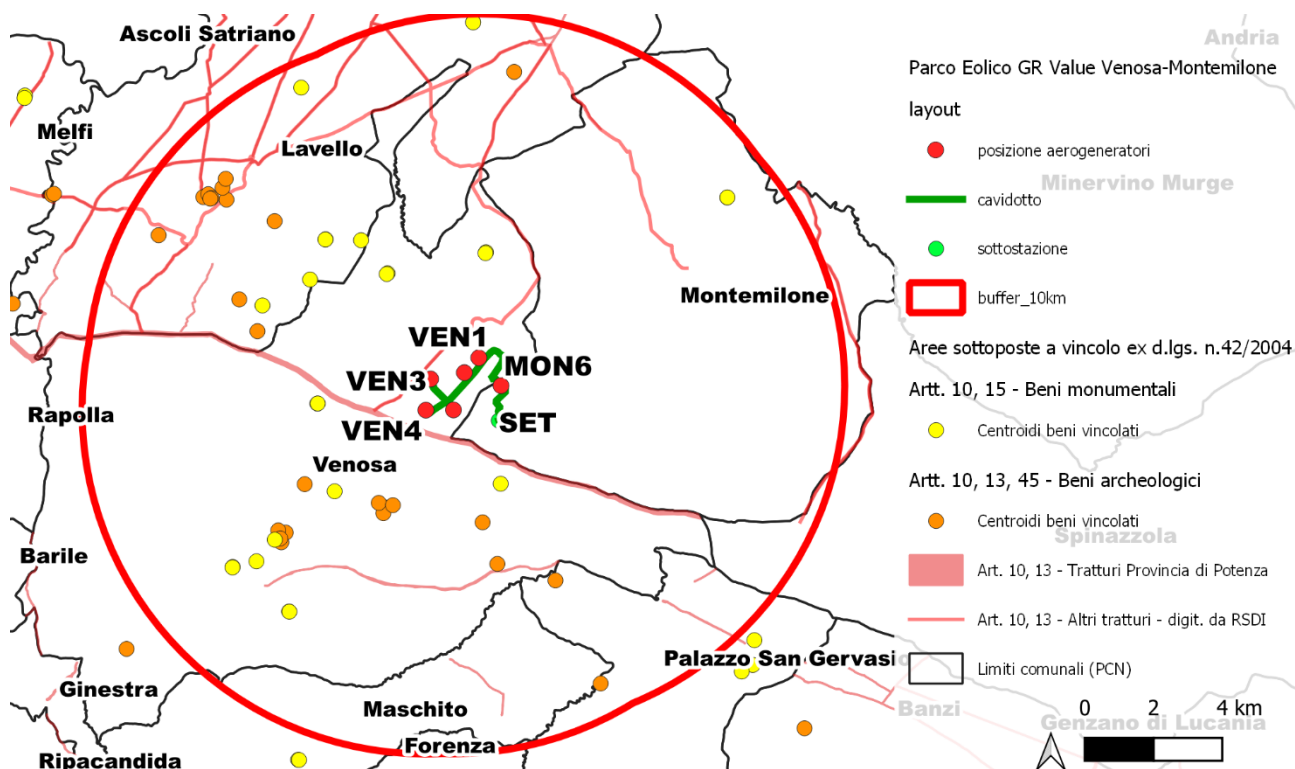 Ascoli Satriano
Andria
Melfi
Lavello
Minervino Murge
Montemilone
VEN1
MON6
VEN3
VEN4
SET
Rapolla
Venosa
Barile
Spinazzola
Palazzo San Gervasio
Ginestra
Maschito
Banzi
Forenza
Genzano di Lucania
Ripacandida
Parco Eolico GR Value Venosa-Montemilone
layout
posizione aerogeneratori
cavidotto
sottostazione
buffer_10km
Aree sottoposte a vincolo ex d.lgs. n.42/2004
Artt. 10, 15 - Beni monumentali
Centroidi beni vincolati
Artt. 10, 13, 45 - Beni archeologici
Centroidi beni vincolati
Art. 10, 13 - Tratturi Provincia di Potenza
Art. 10, 13 - Altri tratturi - digit. da RSDI
Limiti comunali (PCN)
0 2 4 km